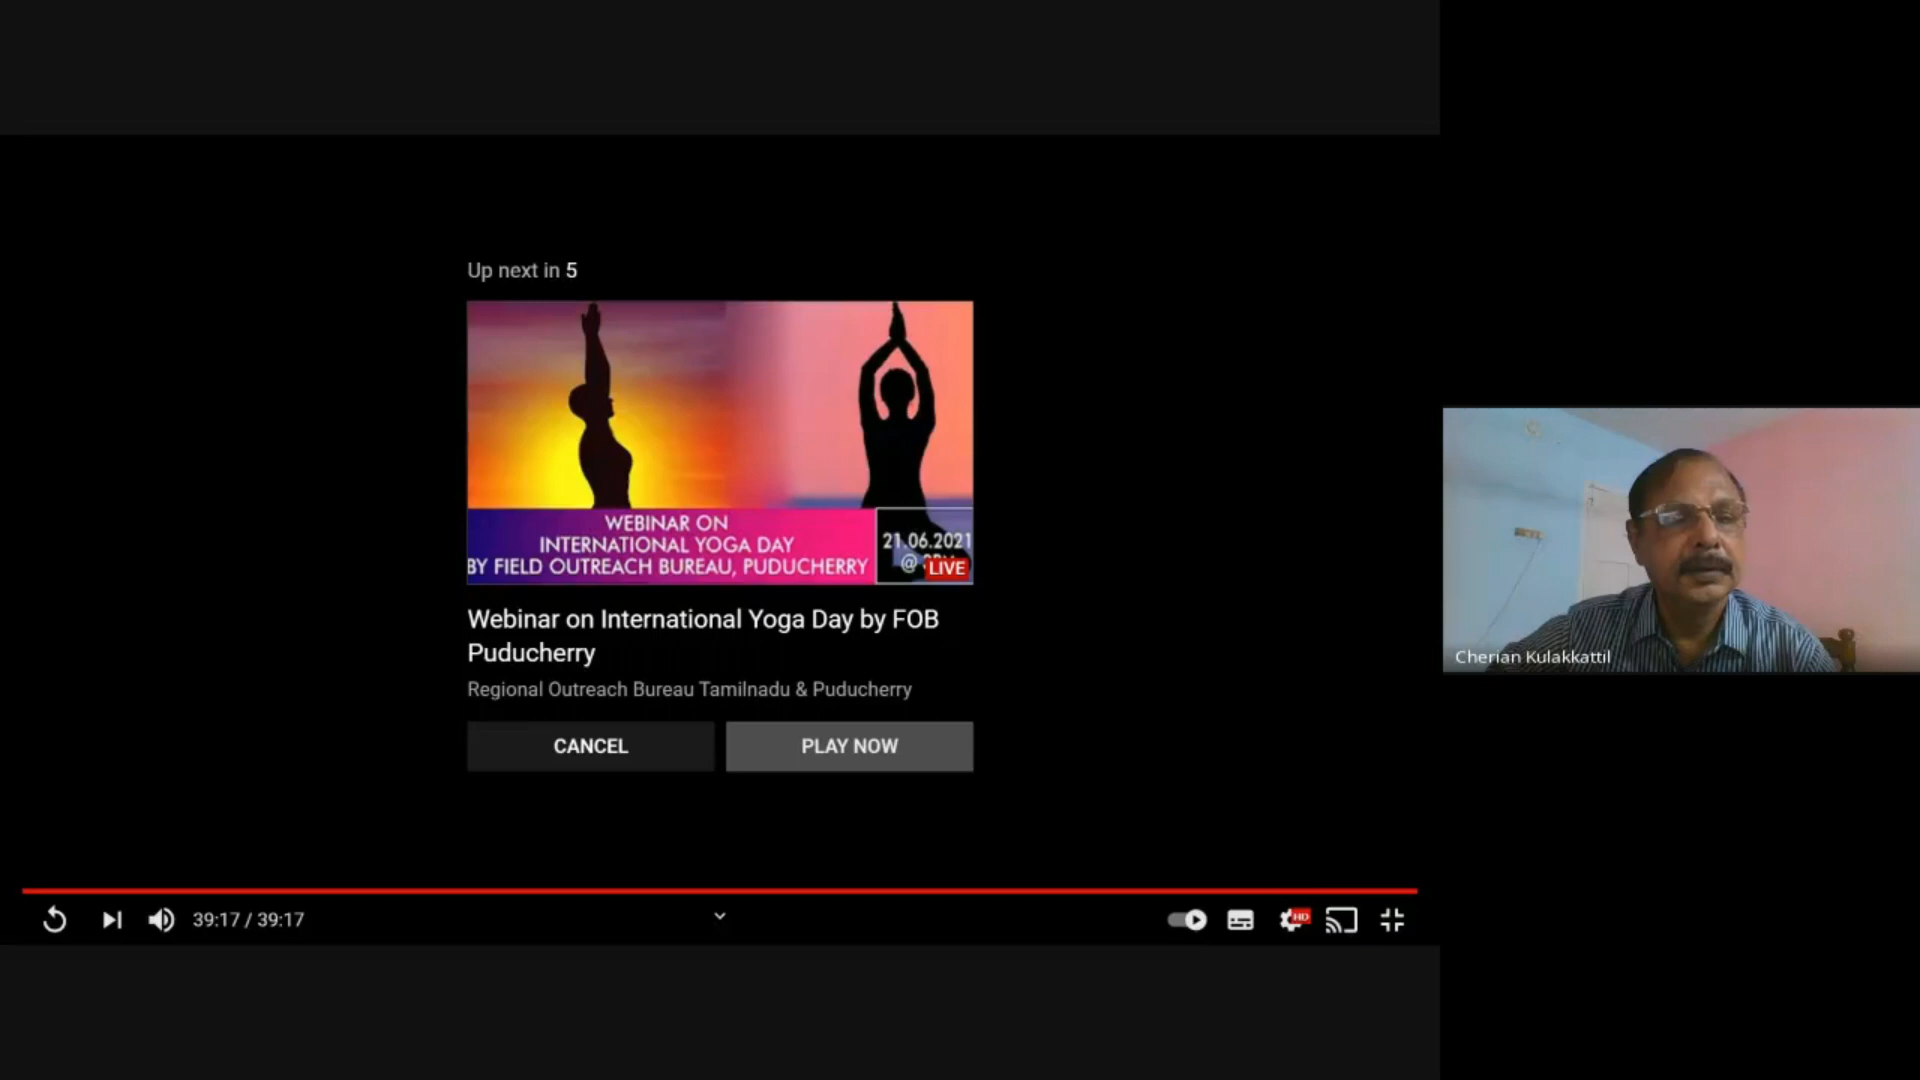 Up next in 5
WEBINAR ON
INTERNATIONAL YOGA DAY
BY FIELD OUTREACH BUREAU, PUDUCHERRY
21.06.2021
@
LIVE
Webinar on International Yoga Day by FOB
Puducherry
Regional Outreach Bureau Tamilnadu & Puducherry
CANCEL
PLAY NOW
Cherian Kulakkattil
39:17 / 39:17
HD